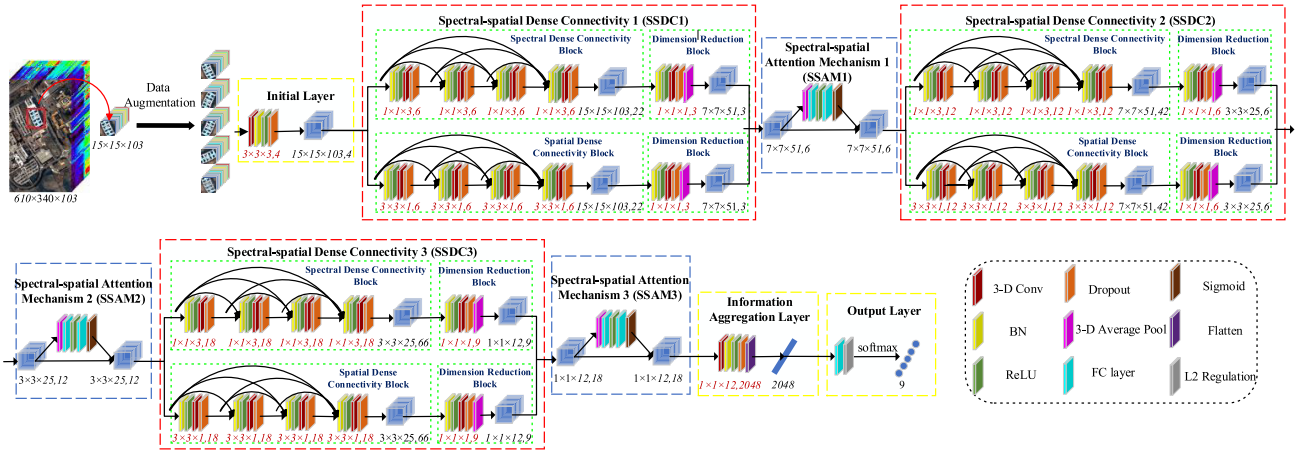 Spectral-spatial Dense Connectivity 1 (SSDC1)
Spectral Dense Connectivity
Block
Dimension Reduction
Block
1×1×3,6
1×1×3,6
1×1×3,6
1×1×3,6
15×15×103,22
1×1×1,3
7×7×51,3
Spatial Dense
Connectivity Block
Dimension Reduction
Block
3×3×1,6
3×3×1,6
3×3×1,6
3×3×1,6
15×15×103,22
1×1×1,3
7×7×51,3
Data
Augmentation
15×15×103
610×340×103
Initial Layer
3×3×3,4
15×15×103,4
Spectral-spatial
Attention Mechanism 1
(SSAM1)
7×7×51,6
7×7×51,6
Spectral-spatial Dense Connectivity 2 (SSDC2)
Spectral Dense Connectivity
Block
Dimension Reduction
Block
1×1×3,12
1×1×3,12
1×1×3,12
1×1×3,12
7×7×51,42
1×1×1,6
3×3×25,6
Spatial Dense
Connectivity Block
Dimension Reduction
Block
3×3×1,12
3×3×1,12
3×3×1,12
3×3×1,12
7×7×51,42
1×1×1,6
3×3×25,6
Spectral-spatial Attention
Mechanism 2 (SSAM2)
3×3×25,12
3×3×25,12
Spectral-spatial Dense Connectivity 3 (SSDC3)
Spectral Dense Connectivity
Block
Dimension Reduction
Block
1×1×3,18
1×1×3,18
1×1×3,18
1×1×3,18
3×3×25,66
1×1×1,9
1×1×12,9
Spatial Dense
Connectivity Block
Dimension Reduction
Block
3×3×1,18
3×3×1,18
3×3×1,18
3×3×1,18
3×3×25,66
1×1×1,9
1×1×12,9
Spectral-spatial Attention
Mechanism 3 (SSAM3)
1×1×12,18
1×1×12,18
Information
Aggregation Layer
1×1×12,2048
2048
Output Layer
softmax
9
3-D Conv
Dropout
Sigmoid
BN
3-D Average Pool
Flatten
ReLU
FC layer
L2 Regulation